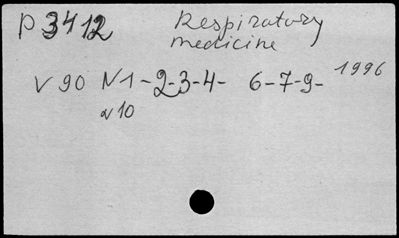 P 3412 Respiratory
medicine
V 90 N 1-2-3-4- 6-7-9- 1996
N 10